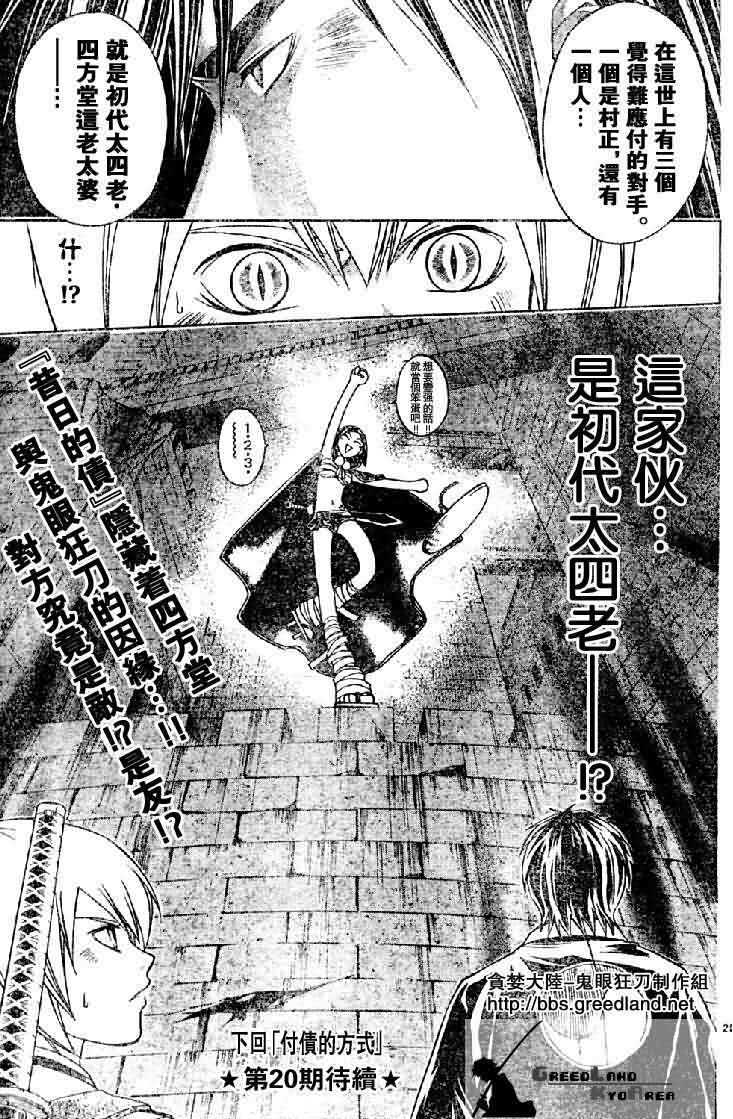 在這世上有三個
覺得難應付的對手。
一個是村正,還有
一個人…
就是初代太四老.
四方堂這老太婆
——…
什…!?
這家伙…
是初代太四老——!?
想要變强的話!!
就當個笨蛋吧!!
1.2.3.
~~~~
『昔日的債』隱藏着四方堂
與鬼眼狂刀的因緣…!!
對方究竟是敵!?是友!?
貪婪大陸-鬼眼狂刀制作組
http://bbs.greedland.net
下回「付債的方式」
★第20期待續★
GreedLand
KyoArea